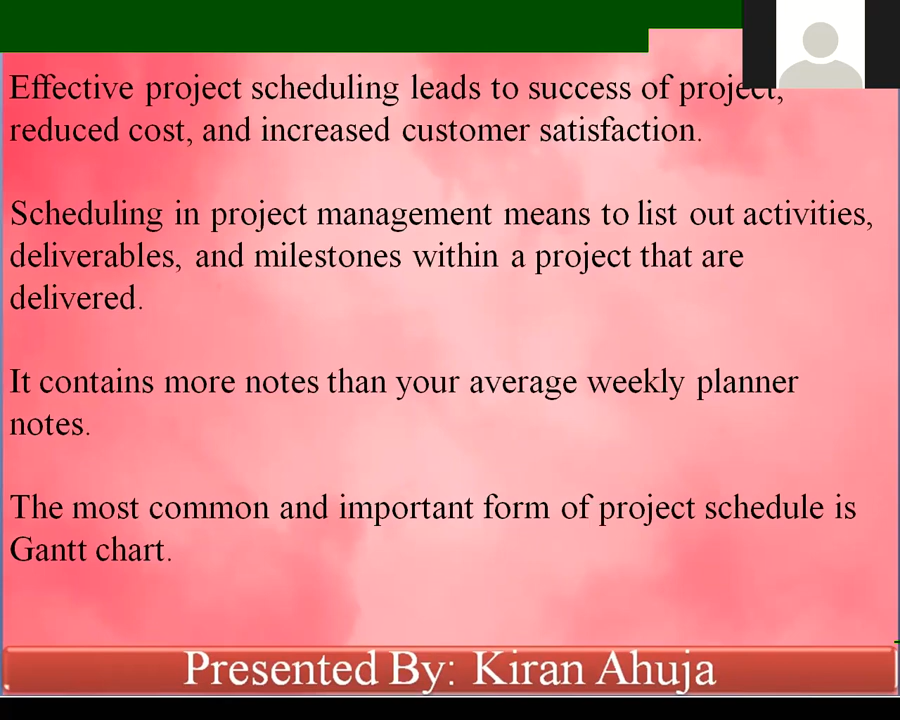 Effective project scheduling leads to success of project,
reduced cost, and increased customer satisfaction.
Scheduling in project management means to list out activities,
deliverables, and milestones within a project that are
delivered.
It contains more notes than your average weekly planner
notes.
The most common and important form of project schedule is
Gantt chart.
Presented By: Kiran Ahuja